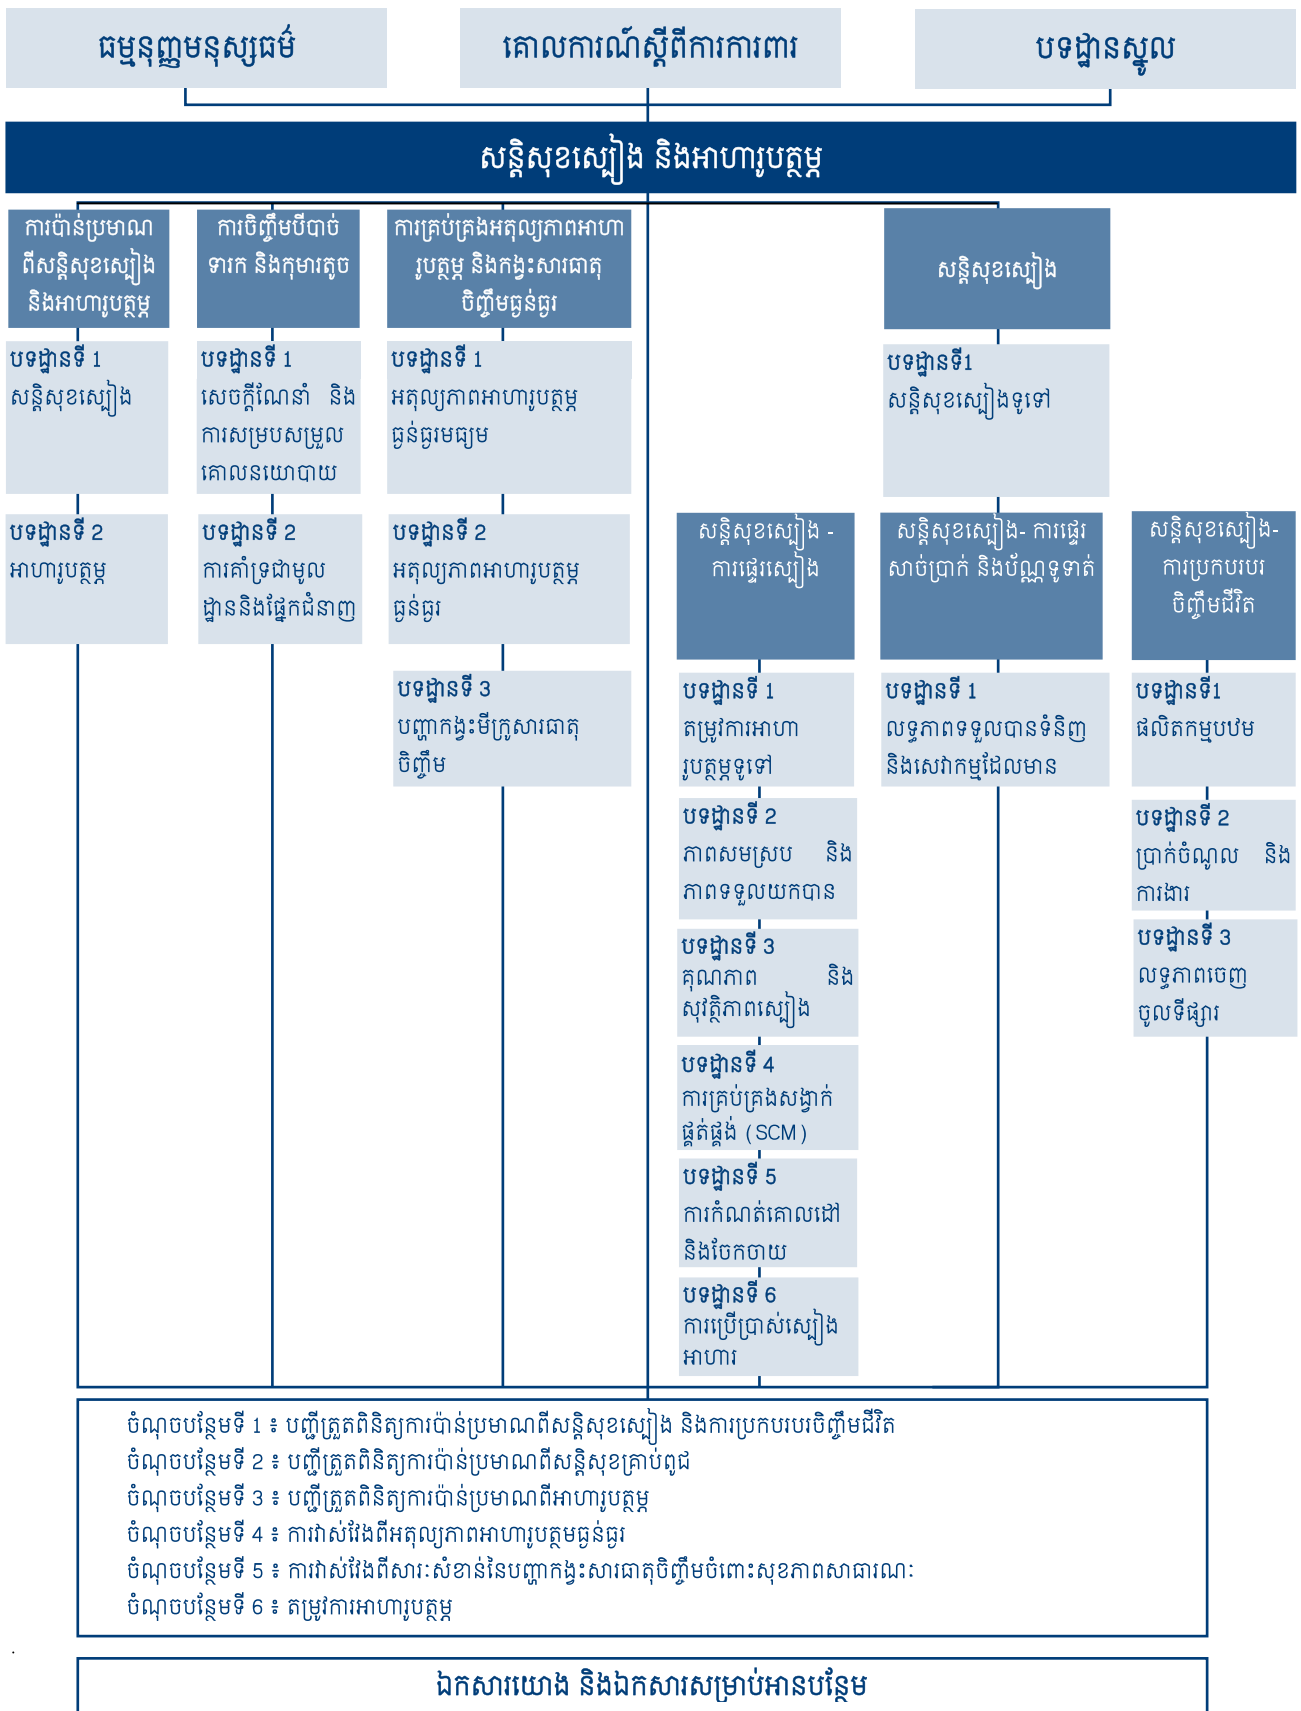 ធម្មនុញ្ញមនុស្សធម៌
គោលការណ៍ស្តីពីការការពារ
បទដ្ឋានស្នូល
សន្តិសុខស្បៀង និងអាហារូបត្ថម្ភ
ការប៉ាន់ប្រមាណ
ពីសន្តិសុខស្បៀង
និងអាហារូបត្ថម្ភ
បទដ្ឋានទី 1
សន្តិសុខស្បៀង
បទដ្ឋានទី 2
អាហារូបត្ថម្ភ
ការចិញ្ចឹមបីបាច់
ទារក និងកុមារតូច
បទដ្ឋានទី 1
សេចក្តីណែនាំ និង
ការសម្របសម្រួល
គោលនយោបាយ
បទដ្ឋានទី 2
ការគាំទ្រជាមូល
ដ្ឋាននិងផ្នែកជំនាញ
ការគ្រប់គ្រងអតុល្យភាពអាហា
រូបត្ថម្ភ និងកង្វះសារធាតុ
ចិញ្ចឹមធ្ងន់ធ្ងរ
បទដ្ឋានទី 1
អតុល្យភាពអាហារូបត្ថម្ភ
ធ្ងន់ធ្ងរមធ្យម
បទដ្ឋានទី 2
អតុល្យភាពអាហារូបត្ថម្ភ
ធ្ងន់ធ្ងរ
បទដ្ឋានទី 3
បញ្ហាកង្វះមីក្រូសារធាតុ
ចិញ្ចឹម
សន្តិសុខស្បៀង
បទដ្ឋានទី1
សន្តិសុខស្បៀងទូទៅ
សន្តិសុខស្បៀង -
ការផ្ទេរស្បៀង
បទដ្ឋានទី 1
តម្រូវការអាហា
រូបត្ថម្ភទូទៅ
បទដ្ឋានទី 2
ភាពសមស្រប និង
ភាពទទួលយកបាន
បទដ្ឋានទី 3
គុណភាព និង
សុវត្ថិភាពស្បៀង
បទដ្ឋានទី 4
ការគ្រប់គ្រងសង្វាក់
ផ្គត់ផ្គង់ (SCM)
បទដ្ឋានទី 5
ការកំណត់គោលដៅ
និងចែកចាយ
បទដ្ឋានទី 6
ការប្រើប្រាស់ស្បៀង
អាហារ
សន្តិសុខស្បៀង- ការផ្ទេរ
សាច់ប្រាក់ និងប័ណ្ណទូទាត់
បទដ្ឋានទី 1
លទ្ធភាពទទួលបានទំនិញ
និងសេវាកម្មដែលមាន
សន្តិសុខស្បៀង-
ការប្រកបរបរ
ចិញ្ចឹមជីវិត
បទដ្ឋានទី1
ផលិតកម្មបឋម
បទដ្ឋានទី 2
ប្រាក់ចំណូល និង
ការងារ
បទដ្ឋានទី 3
លទ្ធភាពចេញ
ចូលទីផ្សារ
ចំណុចបន្ថែមទី 1 ៖ បញ្ជីត្រួតពិនិត្យការប៉ាន់ប្រមាណពីសន្តិសុខស្បៀង និងការប្រកបរបរចិញ្ចឹមជីវិត
ចំណុចបន្ថែមទី 2 ៖ បញ្ជីត្រួតពិនិត្យការប៉ាន់ប្រមាណពីសន្តិសុខគ្រាប់ពូជ
ចំណុចបន្ថែមទី 3 ៖ បញ្ជីត្រួតពិនិត្យការប៉ាន់ប្រមាណពីអាហារូបត្ថម្ភ
ចំណុចបន្ថែមទី 4 ៖ ការវាស់វែងពីអតុល្យភាពអាហារូបត្ថមធ្ងន់ធ្ងរ
ចំណុចបន្ថែមទី 5 ៖ ការវាស់វែងពីសារៈសំខាន់នៃបញ្ហាកង្វះសារធាតុចិញ្ចឹមចំពោះសុខភាពសាធារណៈ
ចំណុចបន្ថែមទី 6 ៖ តម្រូវការអាហារូបត្ថម្ភ
ឯកសារយោង និងឯកសារសម្រាប់អានបន្ថែម